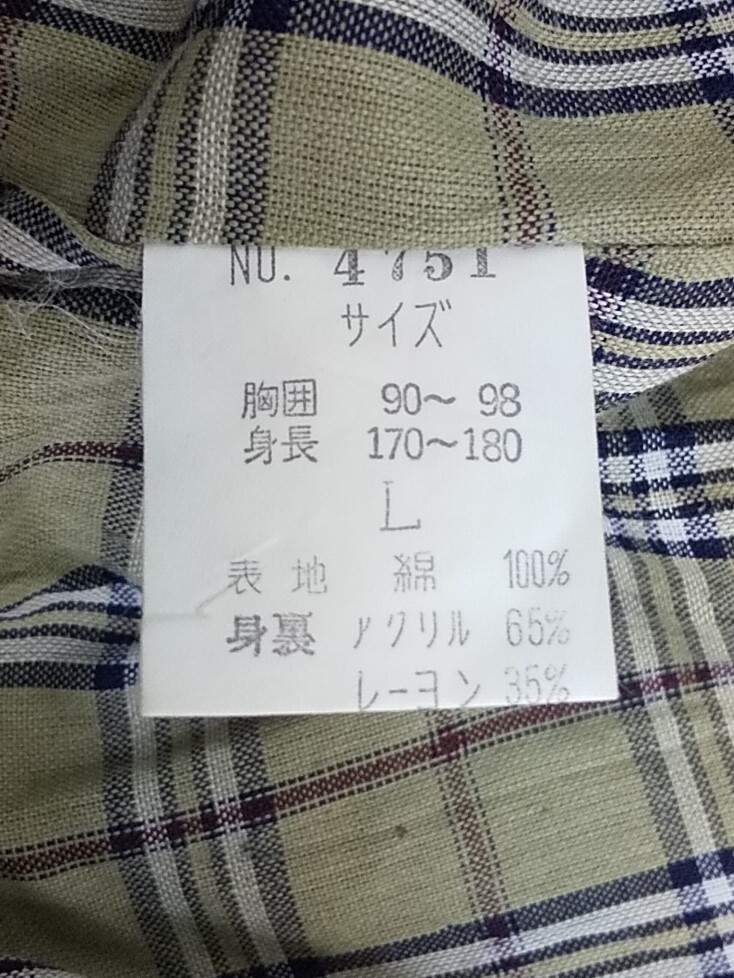 NO. 4751
サイズ
胸囲 90〜98
身長 170〜180
L
表地 綿 100%
身裏 アクリル 65%
レーヨン 35%